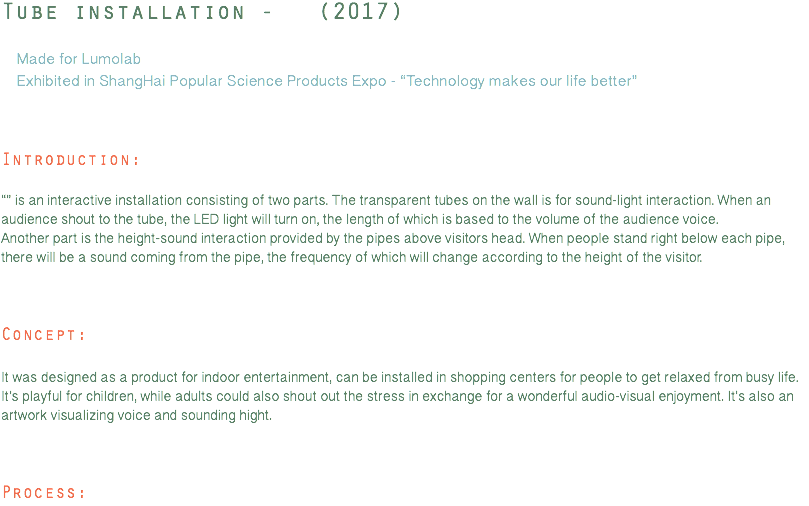 Tube installation - (2017)
Made for Lumolab
Exhibited in ShangHai Popular Science Products Expo - “Technology makes our life better”
Introduction:
"" is an interactive installation consisting of two parts. The transparent tubes on the wall is for sound-light interaction. When an
audience shout to the tube, the LED light will turn on, the length of which is based to the volume of the audience voice.
Another part is the height-sound interaction provided by the pipes above visitors head. When people stand right below each pipe,
there will be a sound coming from the pipe, the frequency of which will change according to the height of the visitor.
Concept:
It was designed as a product for indoor entertainment, can be installed in shopping centers for people to get relaxed from busy life.
It's playful for children, while adults could also shout out the stress in exchange for a wonderful audio-visual enjoyment. It's also an
artwork visualizing voice and sounding hight.
Process: